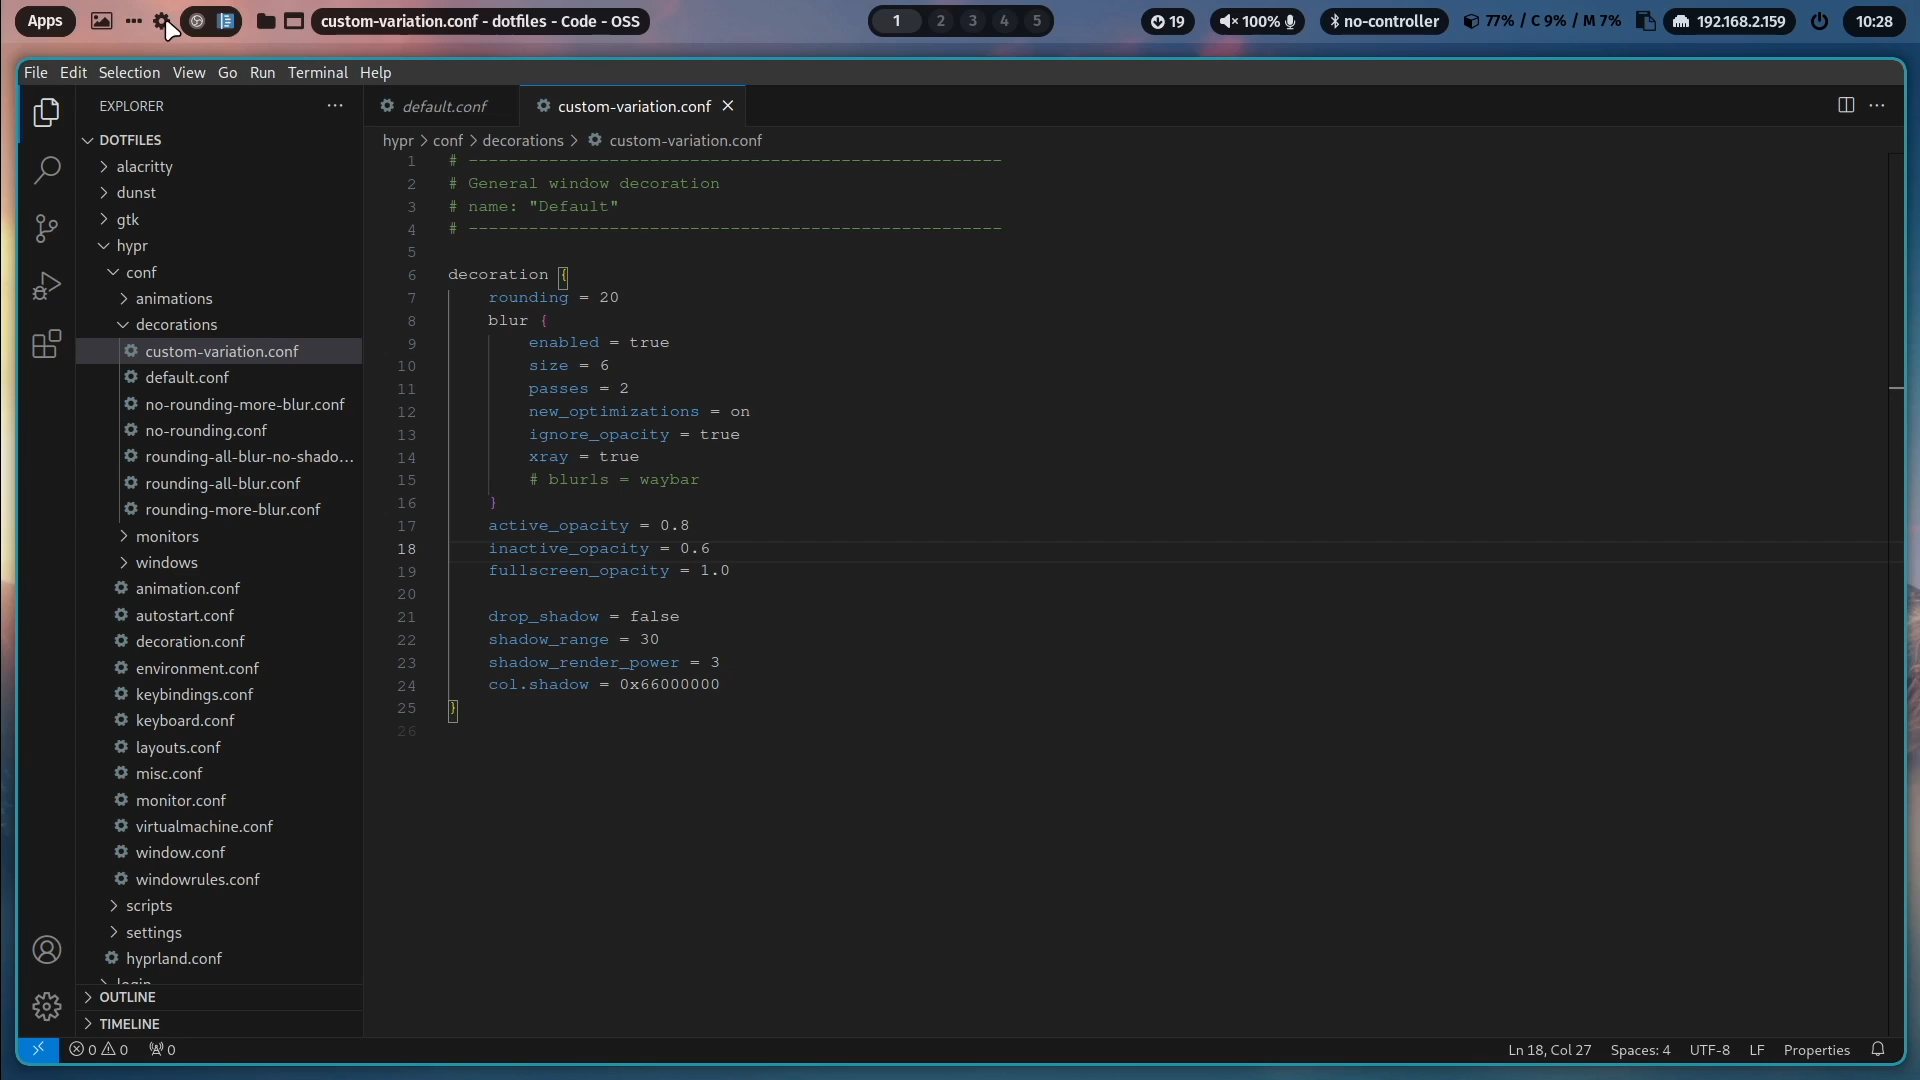 Apps
custom-variation.conf - dotfiles - Code - OSS
1 2 3 4 5
19
100%
no-controller
77% / C 9% / M 7%
192.168.2.159
10:28
File Edit Selection View Go Run Terminal Help
EXPLORER
DOTFILES
alacritty
dunst
gtk
hypr
conf
animations
decorations
custom-variation.conf
default.conf
no-rounding-more-blur.conf
no-rounding.conf
rounding-all-blur-no-shado...
rounding-all-blur.conf
rounding-more-blur.conf
monitors
windows
animation.conf
autostart.conf
decoration.conf
environment.conf
keybindings.conf
keyboard.conf
layouts.conf
misc.conf
monitor.conf
virtualmachine.conf
window.conf
windowrules.conf
scripts
settings
hyprland.conf
OUTLINE
TIMELINE
default.conf
custom-variation.conf
hypr > conf > decorations > custom-variation.conf
1 # -----------------------------------------------------
2 # General window decoration
3 # name: "Default"
4 # -----------------------------------------------------
5
6 decoration {
7 rounding = 20
8 blur {
9 enabled = true
10 size = 6
11 passes = 2
12 new_optimizations = on
13 ignore_opacity = true
14 xray = true
15 # blurls = waybar
16 }
17 active_opacity = 0.8
18 inactive_opacity = 0.6
19 fullscreen_opacity = 1.0
20
21 drop_shadow = false
22 shadow_range = 30
23 shadow_render_power = 3
24 col.shadow = 0x66000000
25 }
26
0 0 0
Ln 18, Col 27 Spaces: 4 UTF-8 LF Properties